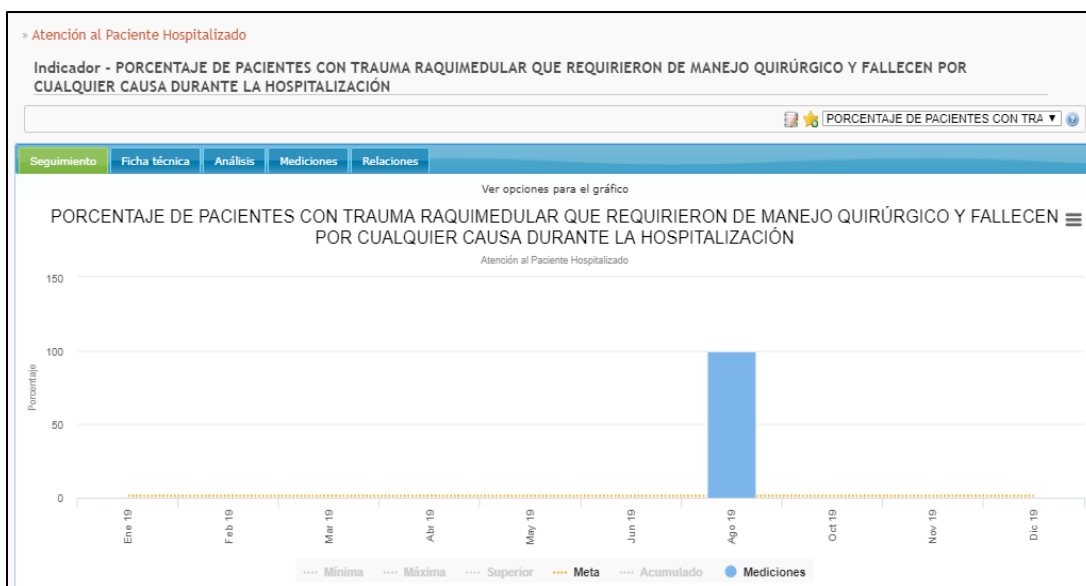 » Atención al Paciente Hospitalizado
Indicador - PORCENTAJE DE PACIENTES CON TRAUMA RAQUIMEDULAR QUE REQUIRIERON DE MANEJO QUIRÚRGICO Y FALLECEN POR
CUALQUIER CAUSA DURANTE LA HOSPITALIZACIÓN
PORCENTAJE DE PACIENTES CON TRA
Seguimiento Ficha técnica Análisis Mediciones Relaciones
Ver opciones para el gráfico
PORCENTAJE DE PACIENTES CON TRAUMA RAQUIMEDULAR QUE REQUIRIERON DE MANEJO QUIRÚRGICO Y FALLECEN
POR CUALQUIER CAUSA DURANTE LA HOSPITALIZACIÓN
Atención al Paciente Hospitalizado
Porcentaje
150
100
50
0
Ene 19
Feb 19
Mar 19
Abr 19
May 19
Jun 19
Ago 19
Oct 19
Nov 19
Dic 19
Mínima Máxima Superior Meta Acumulado Mediciones